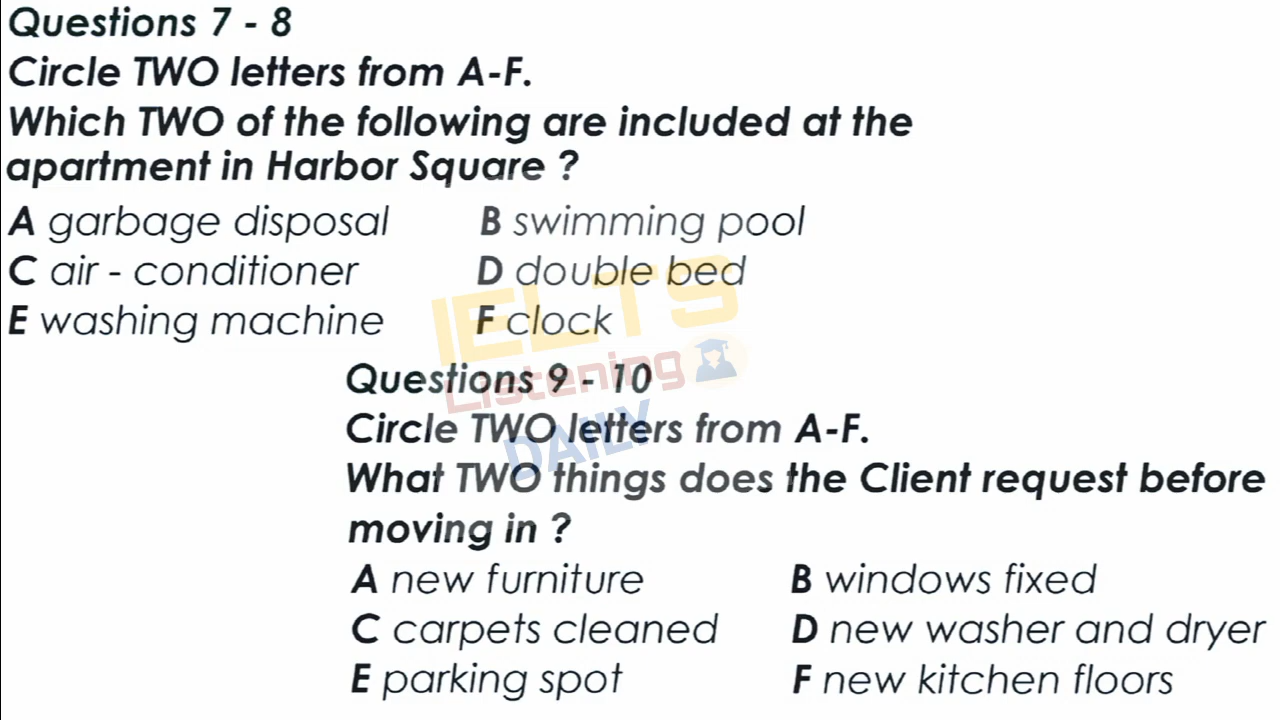 Questions 7 - 8
Circle TWO letters from A-F.
Which TWO of the following are included at the
apartment in Harbor Square ?
A garbage disposal B swimming pool
C air - conditioner D double bed
E washing machine F clock
IELTS
Listening
DAILY
Questions 9 - 10
Circle TWO letters from A-F.
What TWO things does the Client request before
moving in ?
A new furniture B windows fixed
C carpets cleaned D new washer and dryer
E parking spot F new kitchen floors